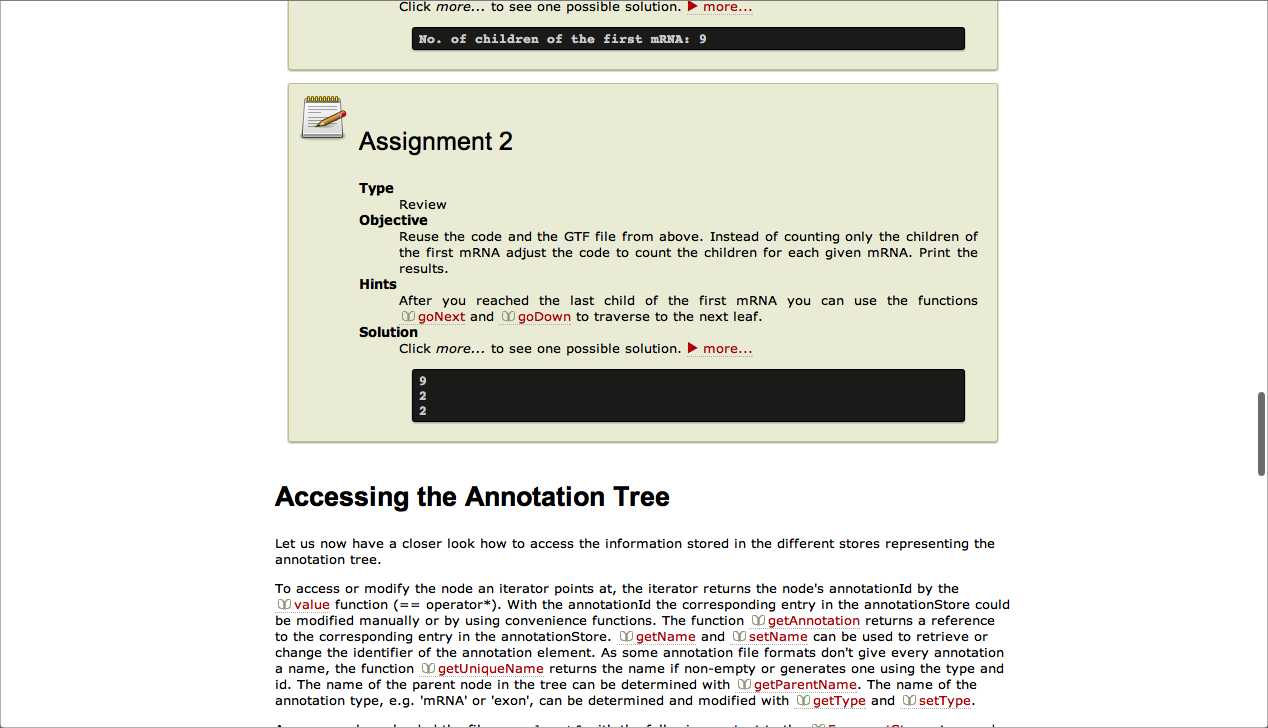 Click more... to see one possible solution. ▶ more...
No. of children of the first mRNA: 9
Assignment 2
Type
Review
Objective
Reuse the code and the GTF file from above. Instead of counting only the children of
the first mRNA adjust the code to count the children for each given mRNA. Print the
results.
Hints
After you reached the last child of the first mRNA you can use the functions
goNext and goDown to traverse to the next leaf.
Solution
Click more... to see one possible solution. ▶ more...
9
2
2
Accessing the Annotation Tree
Let us now have a closer look how to access the information stored in the different stores representing the
annotation tree.
To access or modify the node an iterator points at, the iterator returns the node's annotationId by the
value function (== operator*). With the annotationId the corresponding entry in the annotationStore could
be modified manually or by using convenience functions. The function getAnnotation returns a reference
to the corresponding entry in the annotationStore. getName and setName can be used to retrieve or
change the identifier of the annotation element. As some annotation file formats don't give every annotation
a name, the function getUniqueName returns the name if non-empty or generates one using the type and
id. The name of the parent node in the tree can be determined with getParentName. The name of the
annotation type, e.g. 'mRNA' or 'exon', can be determined and modified with getType and setType.